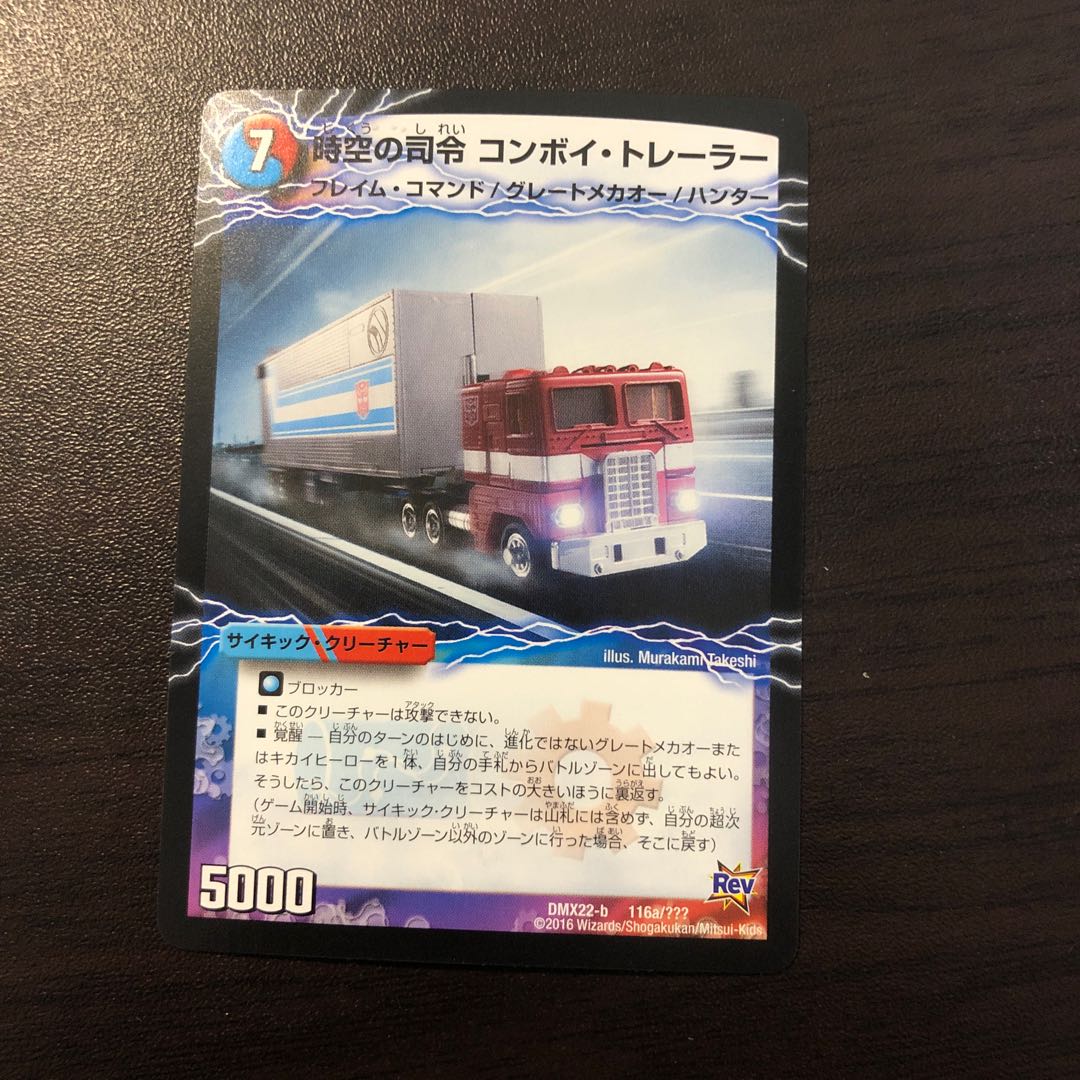 7
時空の司令 コンボイ・トレーラー
フレイム・コマンド / グレートメカオー / ハンター
サイキック・クリーチャー
illus. Murakami Takeshi
ブロッカー
■ このクリーチャーは攻撃できない。
■ 覚醒 ― 自分のターンのはじめに、進化ではないグレートメカオーまた
はキカイヒーローを1体、自分の手札からバトルゾーンに出してもよい。
そうしたら、このクリーチャーをコストの大きいほうに裏返す。
(ゲーム開始時、サイキック・クリーチャーは山札には含めず、自分の超次
元ゾーンに置き、バトルゾーン以外のゾーンに行った場合、そこに戻す)
5000
Rev
DMX22-b 116a/???
©2016 Wizards/Shogakukan/Mitsui-Kids